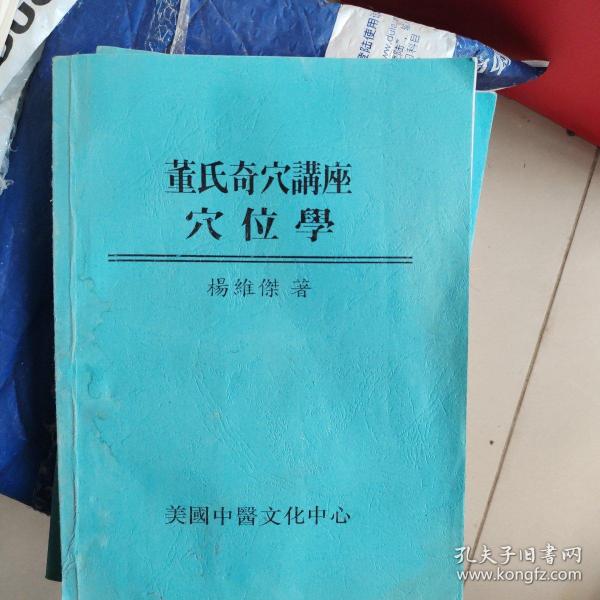 董氏奇穴講座
穴位學
楊維傑 著
美國中醫文化中心
孔夫子旧书网
www.kongfz.com